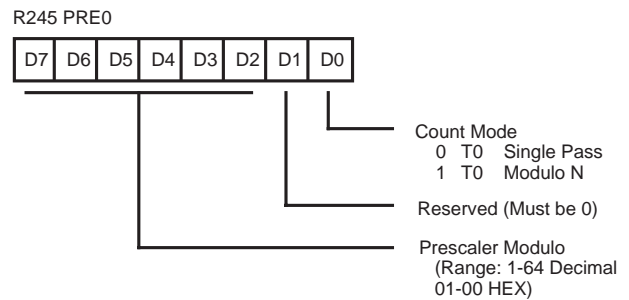 R245 PRE0
D7 D6 D5 D4 D3 D2 D1 D0
Count Mode
0 T0 Single Pass
1 T0 Modulo N
Reserved (Must be 0)
Prescaler Modulo
(Range: 1-64 Decimal
01-00 HEX)